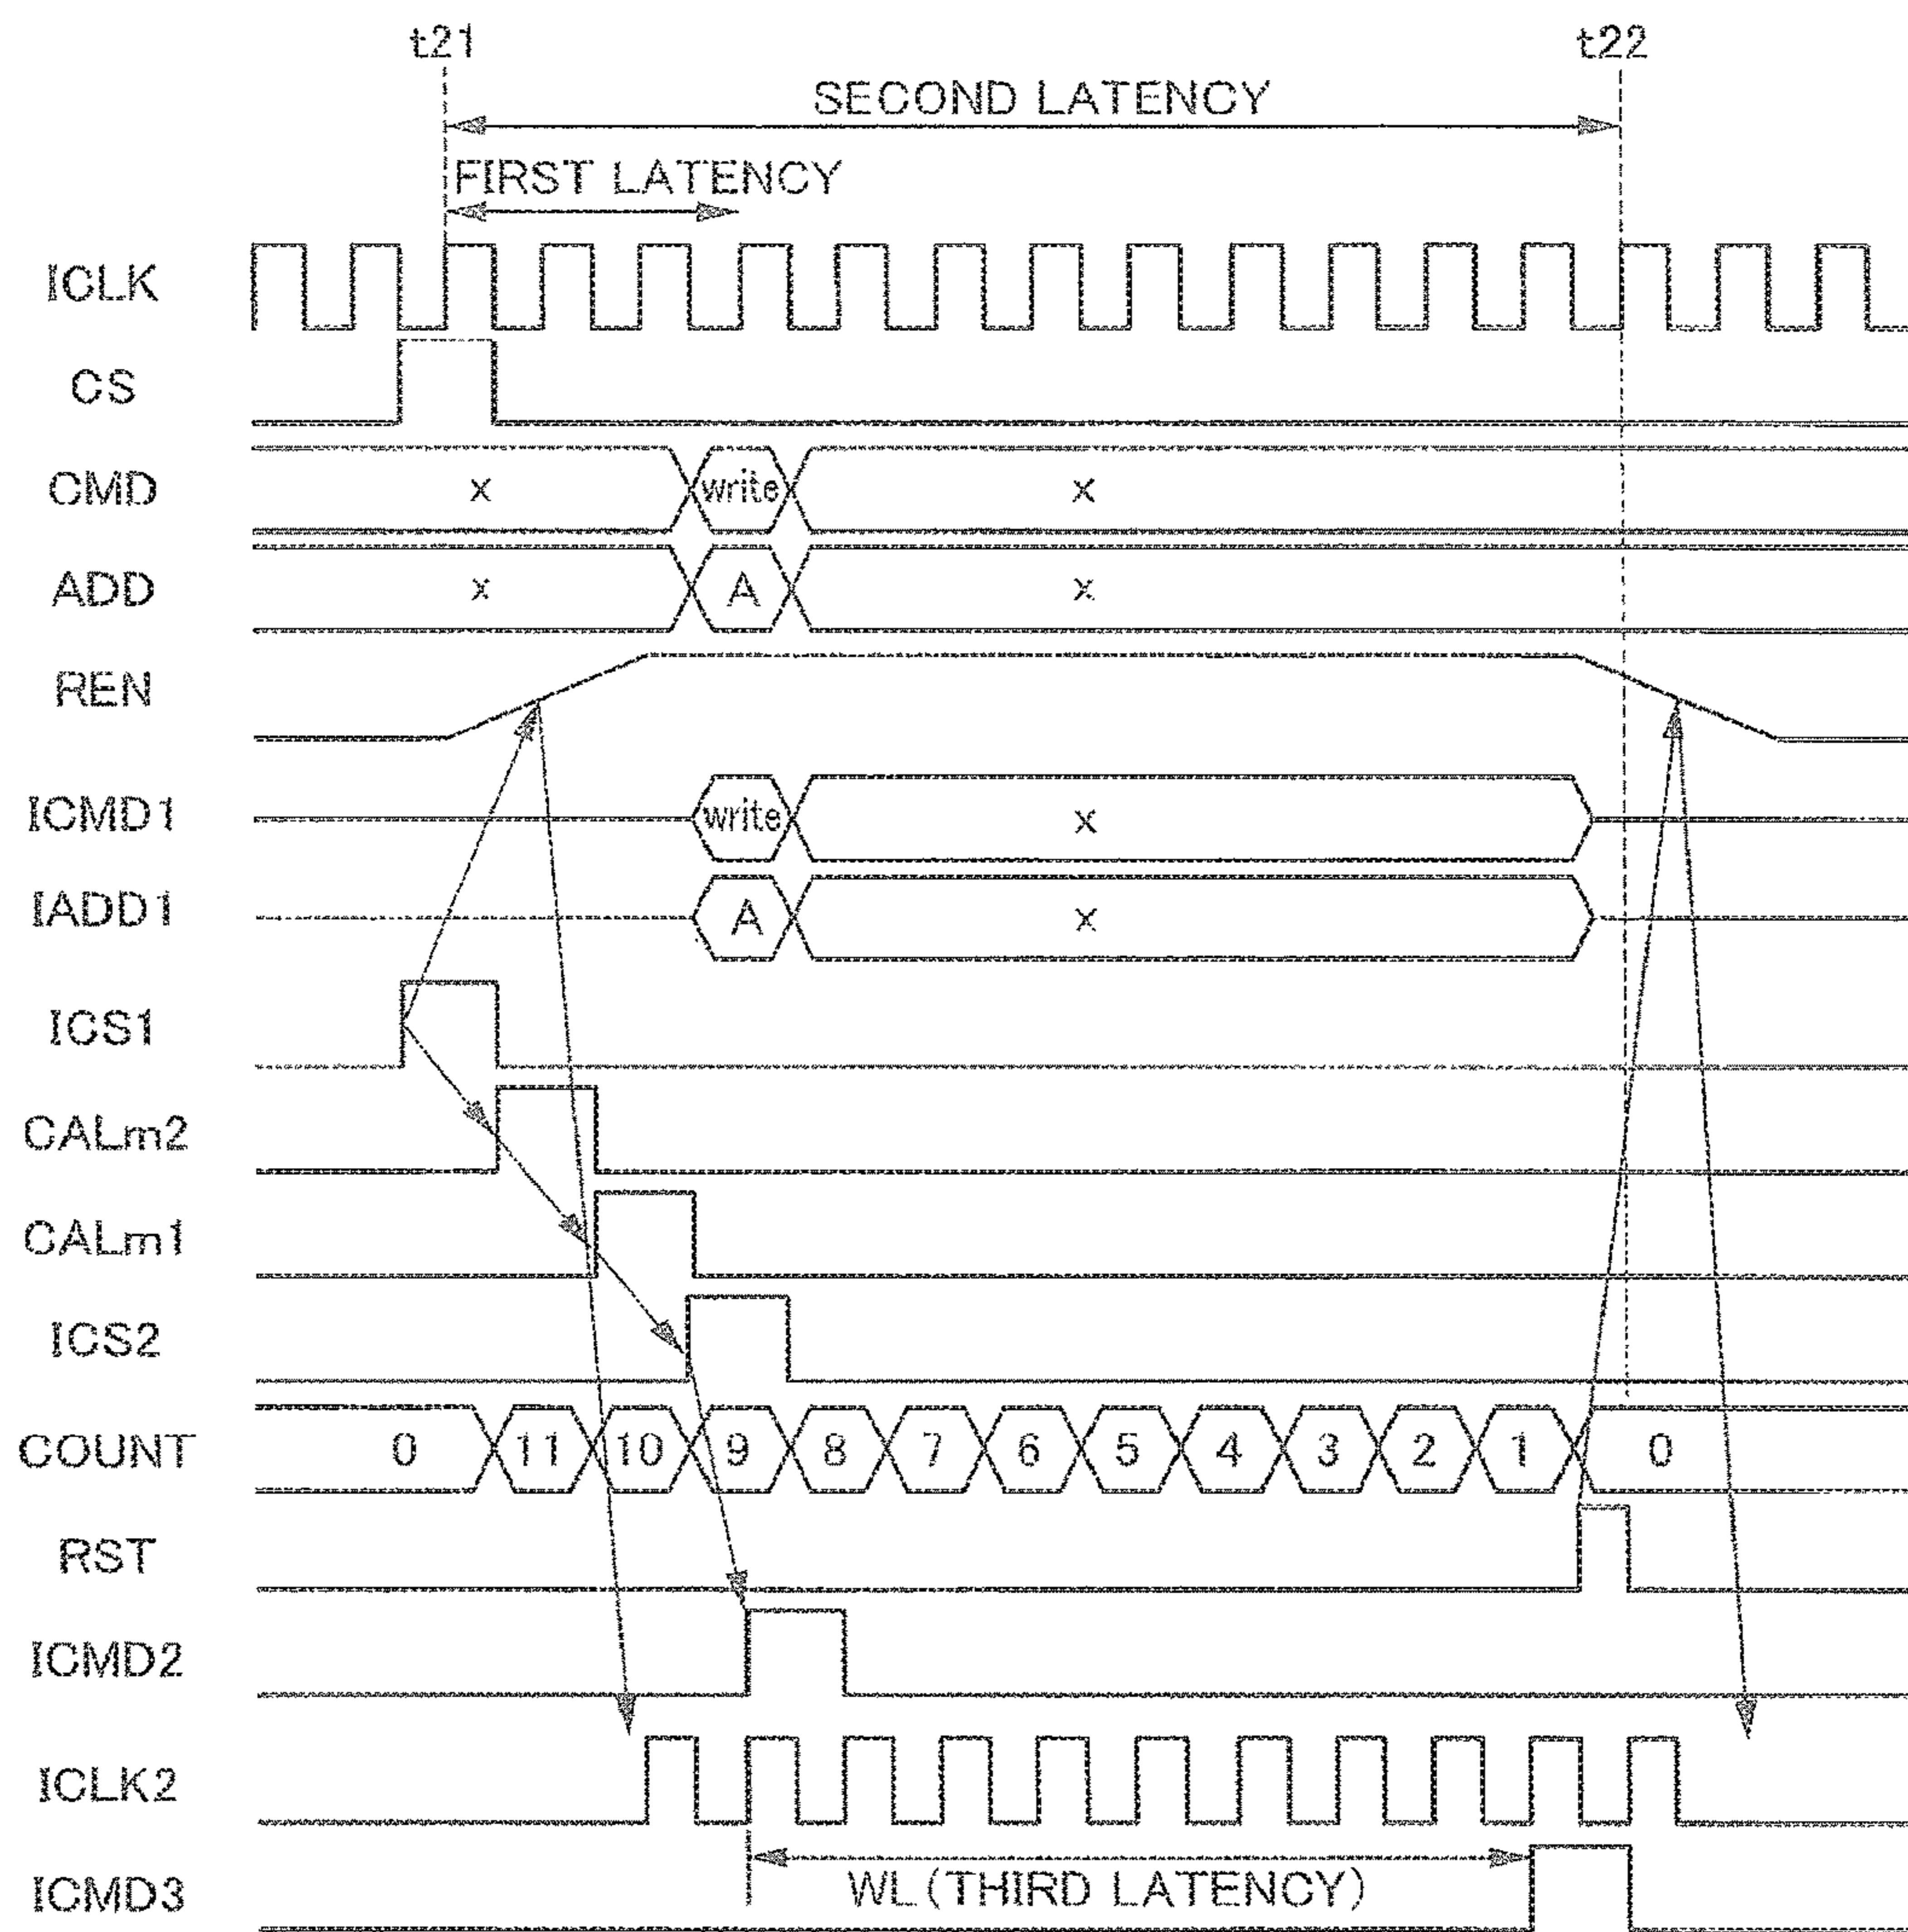 t21 t22
SECOND LATENCY
FIRST LATENCY
ICLK
CS
CMD x write x
ADD x A x
REN
ICMD1 write x
IADD1 A x
ICS1
CALm2
CALm1
ICS2
COUNT 0 11 10 9 8 7 6 5 4 3 2 1 0
RST
ICMD2
ICLK2
WL(THIRD LATENCY)
ICMD3